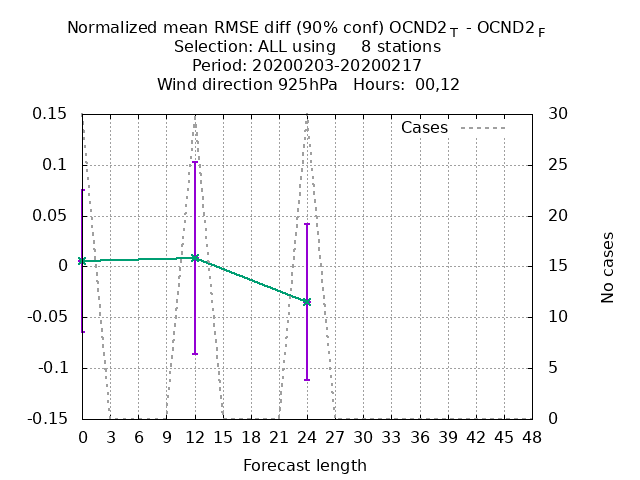 Normalized mean RMSE diff (90% conf) OCND2 T - OCND2 F
Selection: ALL using 8 stations
Period: 20200203-20200217
Wind direction 925hPa Hours: 00,12
0.15
0.1
0.05
0
-0.05
-0.1
-0.15
Cases
30
25
20
15
10
5
0
No cases
0 3 6 9 12 15 18 21 24 27 30 33 36 39 42 45 48
Forecast length